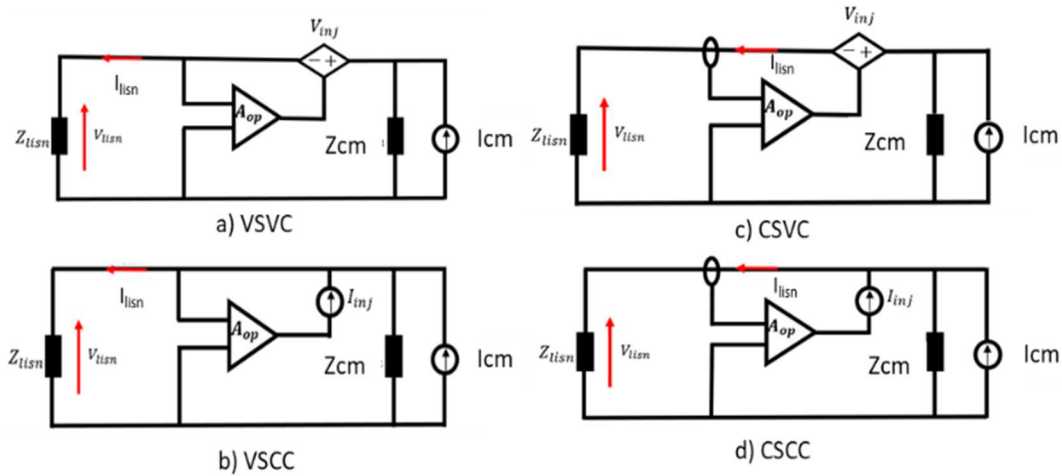 V_inj
I_lisn
Z_lisn
V_lisn
A_op
Zcm
Icm
a) VSVC
V_inj
I_lisn
Z_lisn
V_lisn
A_op
Zcm
Icm
c) CSVC
I_lisn
I_inj
Z_lisn
V_lisn
A_op
Zcm
Icm
b) VSCC
I_lisn
I_inj
Z_lisn
V_lisn
A_op
Zcm
Icm
d) CSCC